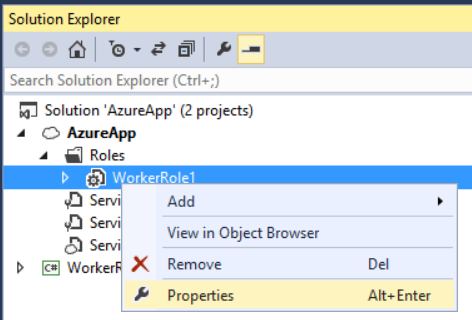 Solution Explorer
Search Solution Explorer (Ctrl+;)
Solution 'AzureApp' (2 projects)
AzureApp
Roles
WorkerRole1
Servi
Servi
Servi
C# WorkerR
Add
View in Object Browser
Remove Del
Properties Alt+Enter